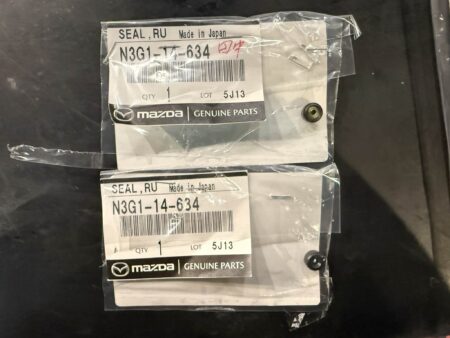 SEAL,RU Made in Japan
N3G1-14-634
QTY 1 LOT 5J13
mazda GENUINE PARTS
SEAL,RU Made in Japan
N3G1-14-634
A QTY 1 LOT 5J13
mazda GENUINE PARTS